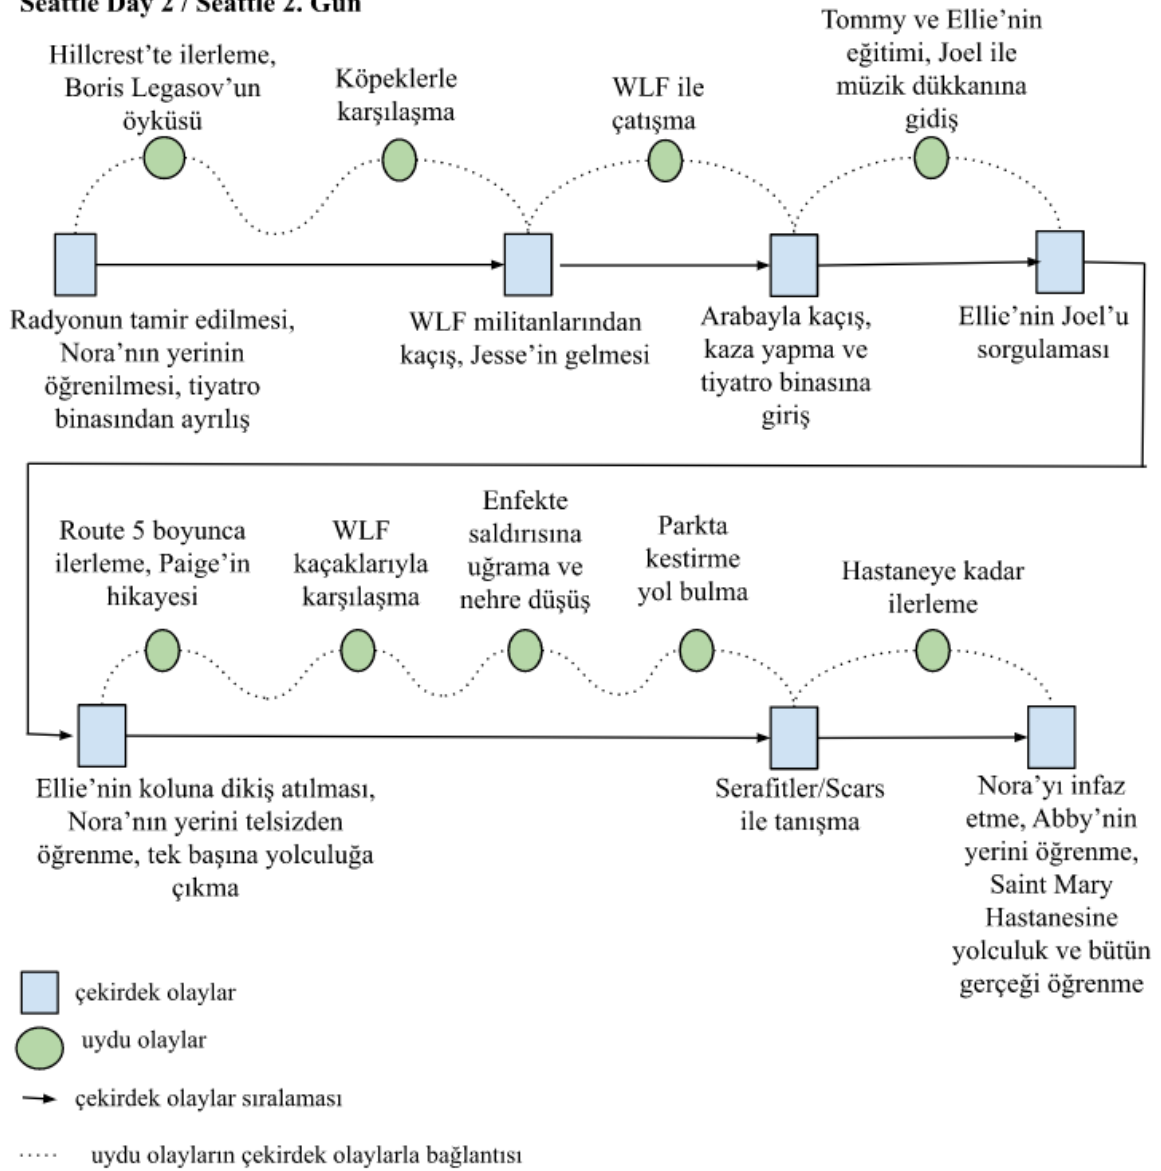 Seattle Day 2 / Seattle 2. Gün
Hillcrest’te ilerleme,
Boris Legasov’un
öyküsü
Köpeklerle
karşılaşma
WLF ile
çatışma
Tommy ve Ellie’nin
eğitimi, Joel ile
müzik dükkanına
gidiş
Radyonun tamir edilmesi,
Nora’nın yerinin
öğrenilmesi, tiyatro
binasından ayrılış
WLF militanlarından
kaçış, Jesse’in gelmesi
Arabayla kaçış,
kaza yapma ve
tiyatro binasına
giriş
Ellie’nin Joel’u
sorgulaması
Route 5 boyunca
ilerleme, Paige’in
hikayesi
WLF
kaçaklarıyla
karşılaşma
Enfekte
saldırısına
uğrama ve
nehre düşüş
Parkta
kestirme
yol bulma
Hastaneye kadar
ilerleme
Ellie’nin koluna dikiş atılması,
Nora’nın yerini telsizden
öğrenme, tek başına yolculuğa
çıkma
Serafitler/Scars
ile tanışma
Nora’yı infaz
etme, Abby’nin
yerini öğrenme,
Saint Mary
Hastanesine
yolculuk ve bütün
gerçeği öğrenme
çekirdek olaylar
uydu olaylar
çekirdek olaylar sıralaması
uydu olayların çekirdek olaylarla bağlantısı